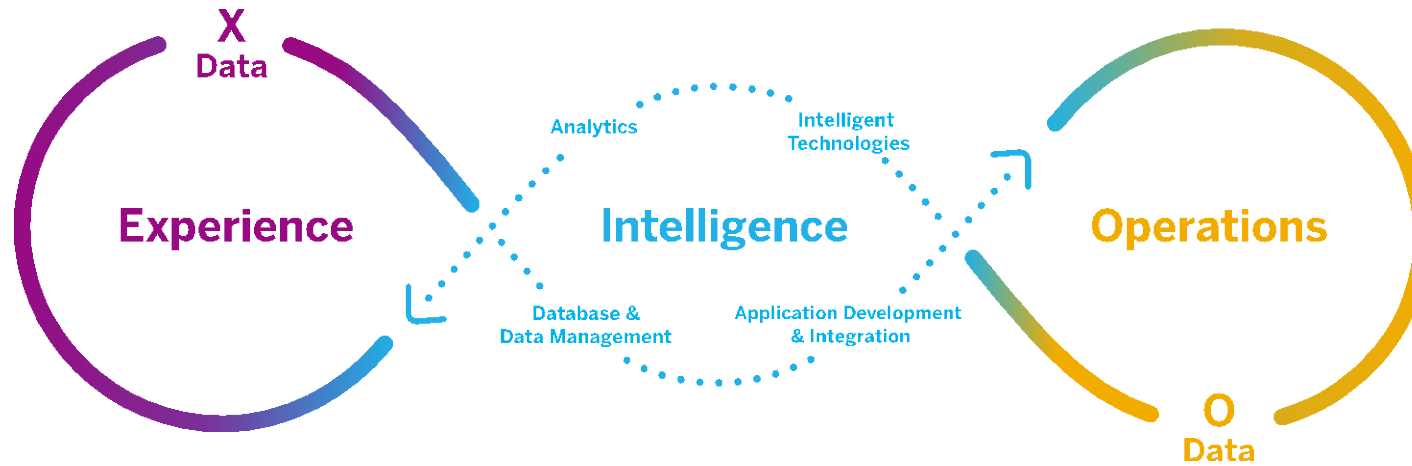 X
Data
Experience
Analytics
Intelligent
Technologies
Intelligence
Database &
Data Management
Application Development
& Integration
Operations
O
Data